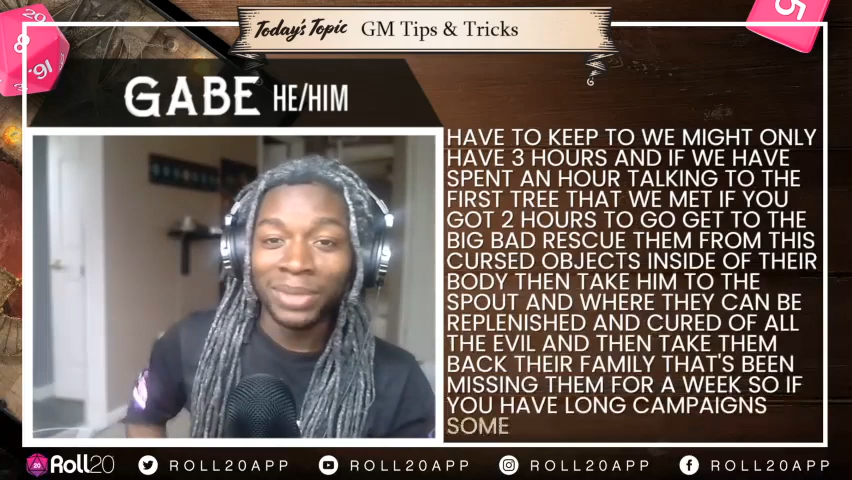 Today's Topic GM Tips & Tricks
GABE HE/HIM
HAVE TO KEEP TO WE MIGHT ONLY
HAVE 3 HOURS AND IF WE HAVE
SPENT AN HOUR TALKING TO THE
FIRST TREE THAT WE MET IF YOU
GOT 2 HOURS TO GO GET TO THE
BIG BAD RESCUE THEM FROM THIS
CURSED OBJECTS INSIDE OF THEIR
BODY THEN TAKE HIM TO THE
SPOUT AND WHERE THEY CAN BE
REPLENISHED AND CURED OF ALL
THE EVIL AND THEN TAKE THEM
BACK THEIR FAMILY THAT'S BEEN
MISSING THEM FOR A WEEK SO IF
YOU HAVE LONG CAMPAIGNS
SOME
20 Roll20 ROLL20APP ROLL20APP ROLL20APP ROLL20APP